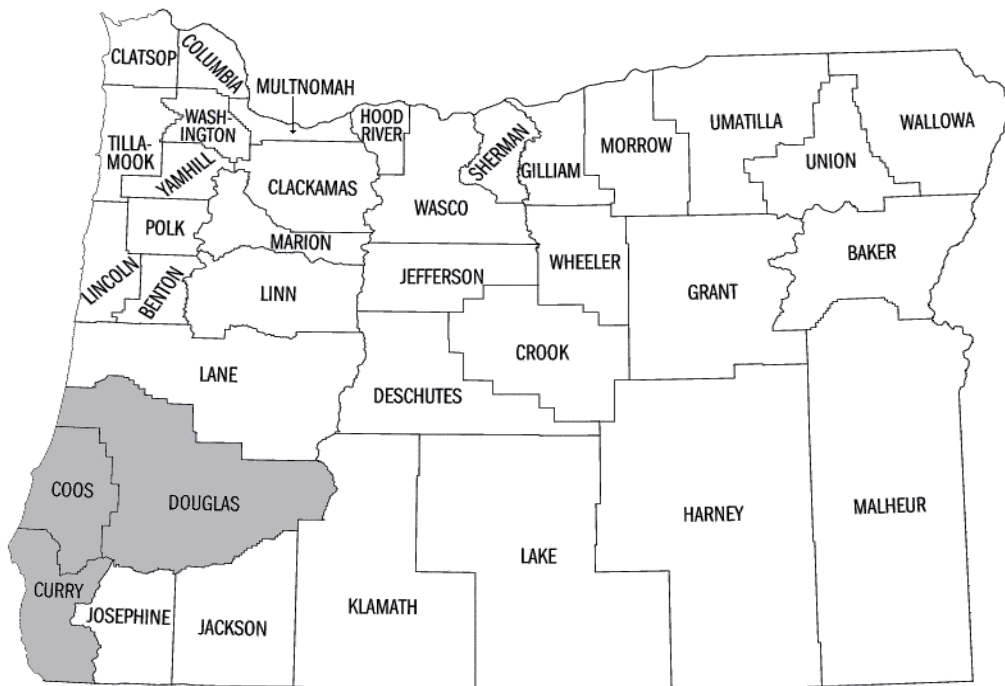 CLATSOP
COLUMBIA
MULTNOMAH
TILLA-
MOOK
WASH-
INGTON
YAMHILL
HOOD
RIVER
CLACKAMAS
SHERMAN
GILLIAM
MORROW
UMATILLA
UNION
WALLOWA
WASCO
POLK
MARION
LINCOLN
BENTON
LINN
JEFFERSON
WHEELER
GRANT
BAKER
LANE
CROOK
DESCHUTES
COOS
DOUGLAS
CURRY
JOSEPHINE
JACKSON
KLAMATH
LAKE
HARNEY
MALHEUR